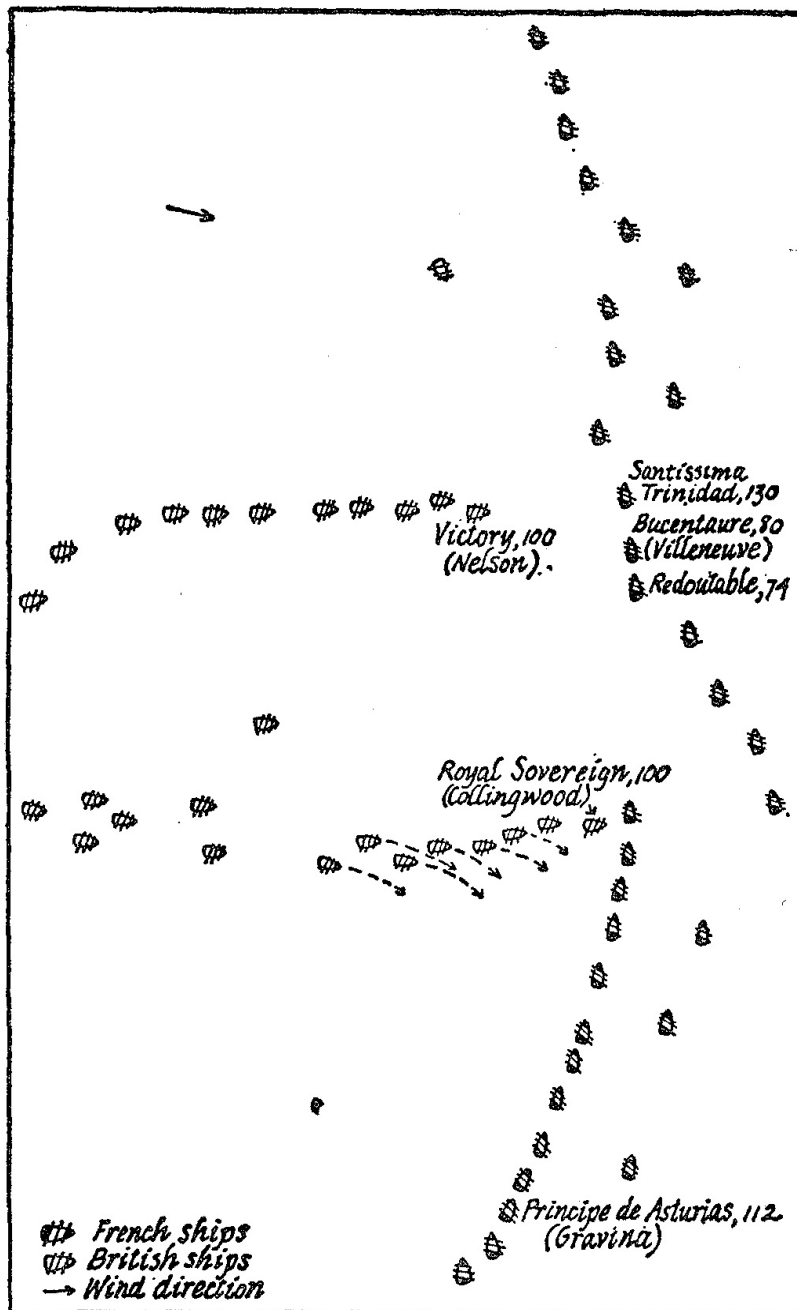 Santissima
Trinidad, 130
Bucentaure, 80
(Villeneuve)
Redoutable, 74
Victory, 100
(Nelson).
Royal Sovereign, 100
(Collingwood)
Principe de Asturias, 112
(Gravina)
French ships
British ships
Wind direction